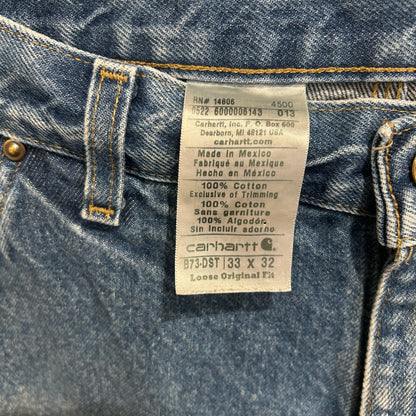 RN# 14806 4500
0522 6000006143 013
Carhartt, Inc. P. O. Box 600
Dearborn, MI 48121 USA
carhartt.com
Made in Mexico
Fabriqué au Mexique
Hecho en México
100% Cotton
Exclusive of Trimming
100% Cotton
Sans garniture
100% Algodón
Sin incluir adorno
carhartt
B73-DST | 33 x 32
Loose Original Fit